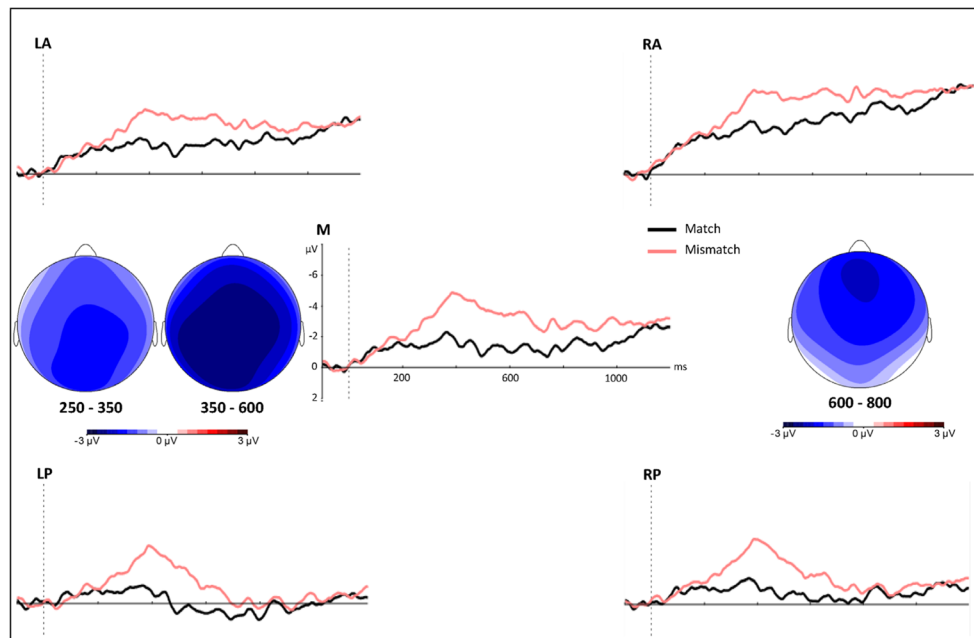 LA
RA
M
µV
-6
-4
-2
0
2
200
600
1000
ms
Match
Mismatch
250 - 350
350 - 600
600 - 800
-3 µV 0 µV 3 µV
-3 µV 0 µV 3 µV
LP
RP